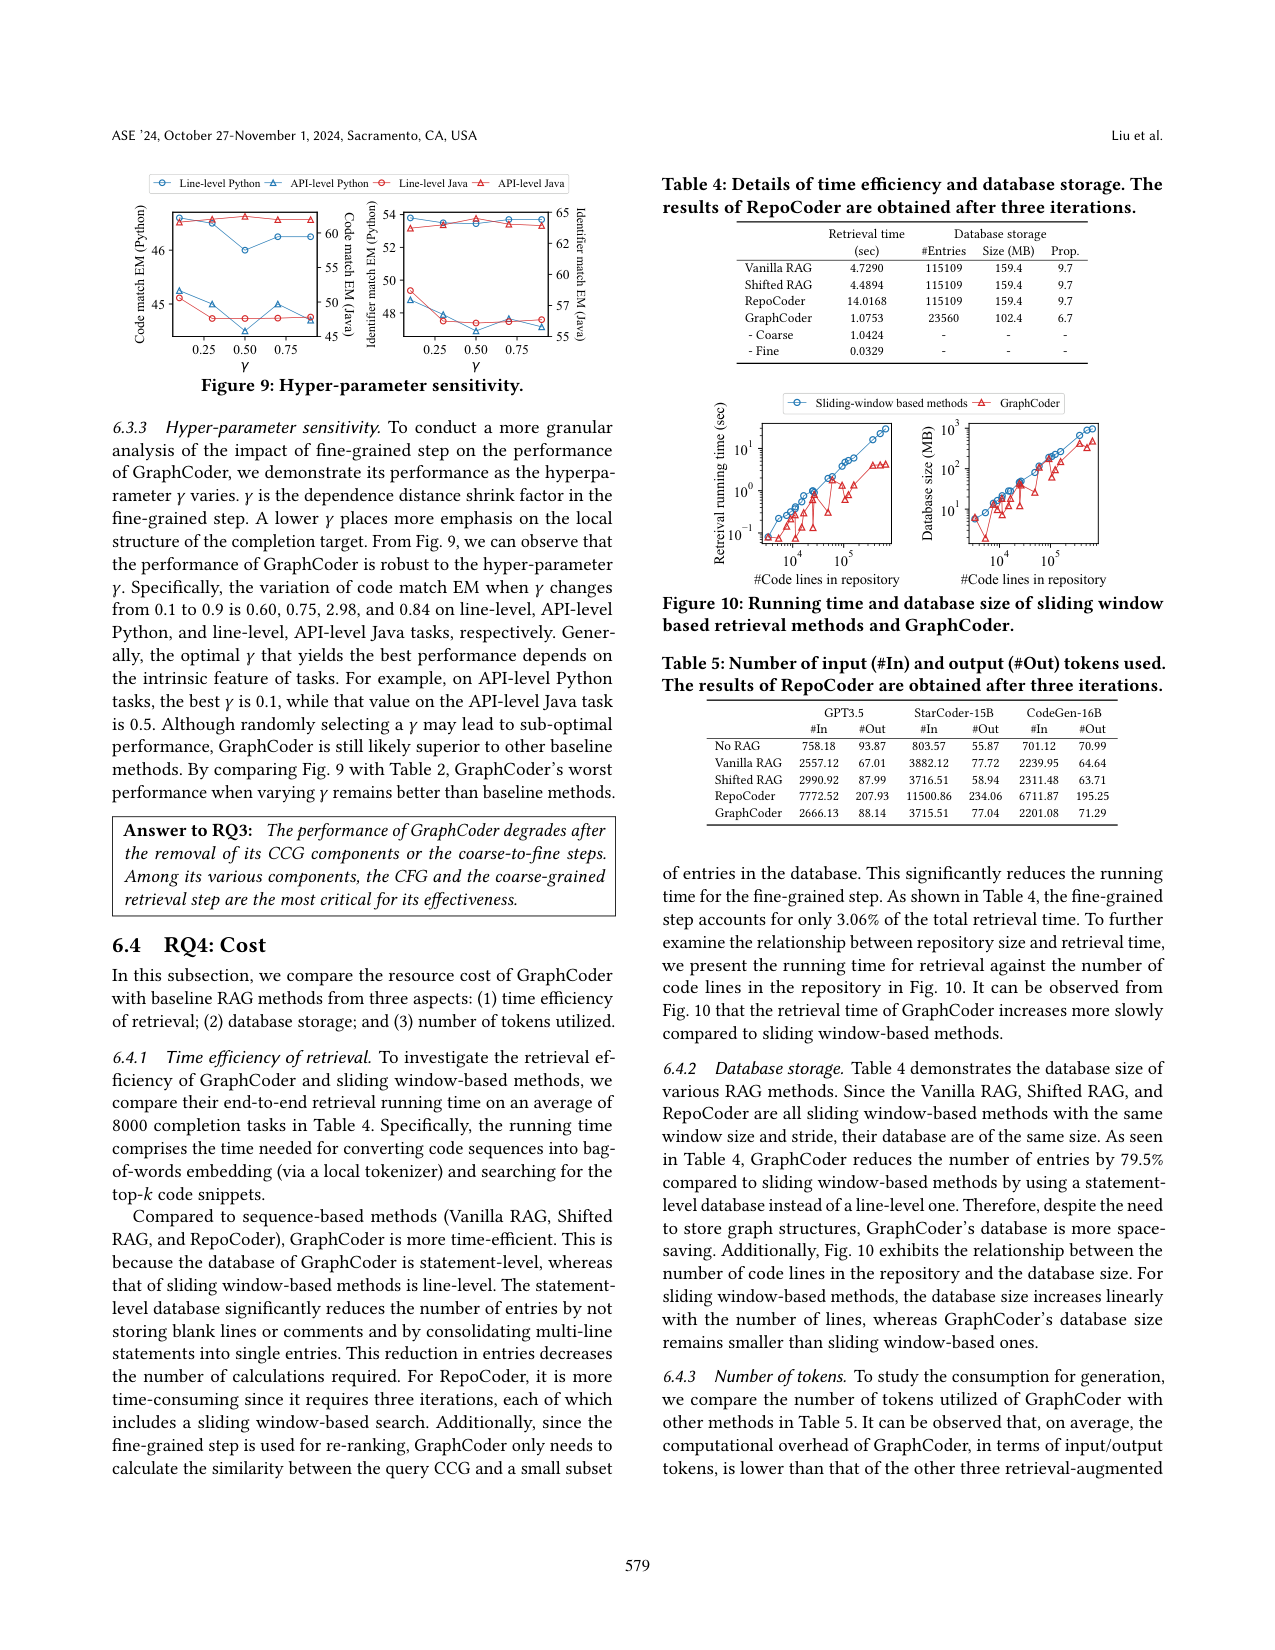 ASE ’24, October 27-November 1, 2024, Sacramento, CA, USA
Liu et al.
Line-level Python API-level Python Line-level Java API-level Java
Code match EM (Python)
46
45
60
55
50
45
Code match EM (Java)
0.25 0.50 0.75
γ
Identifier match EM (Python)
54
52
50
48
65
62
60
57
55
Identifier match EM (Java)
0.25 0.50 0.75
γ
Figure 9: Hyper-parameter sensitivity.
6.3.3 Hyper-parameter sensitivity. To conduct a more granular
analysis of the impact of fine-grained step on the performance
of GraphCoder, we demonstrate its performance as the hyperpa-
rameter γ varies. γ is the dependence distance shrink factor in the
fine-grained step. A lower γ places more emphasis on the local
structure of the completion target. From Fig. 9, we can observe that
the performance of GraphCoder is robust to the hyper-parameter
γ. Specifically, the variation of code match EM when γ changes
from 0.1 to 0.9 is 0.60, 0.75, 2.98, and 0.84 on line-level, API-level
Python, and line-level, API-level Java tasks, respectively. Gener-
ally, the optimal γ that yields the best performance depends on
the intrinsic feature of tasks. For example, on API-level Python
tasks, the best γ is 0.1, while that value on the API-level Java task
is 0.5. Although randomly selecting a γ may lead to sub-optimal
performance, GraphCoder is still likely superior to other baseline
methods. By comparing Fig. 9 with Table 2, GraphCoder’s worst
performance when varying γ remains better than baseline methods.
Answer to RQ3: The performance of GraphCoder degrades after
the removal of its CCG components or the coarse-to-fine steps.
Among its various components, the CFG and the coarse-grained
retrieval step are the most critical for its effectiveness.
6.4 RQ4: Cost
In this subsection, we compare the resource cost of GraphCoder
with baseline RAG methods from three aspects: (1) time efficiency
of retrieval; (2) database storage; and (3) number of tokens utilized.
6.4.1 Time efficiency of retrieval. To investigate the retrieval ef-
ficiency of GraphCoder and sliding window-based methods, we
compare their end-to-end retrieval running time on an average of
8000 completion tasks in Table 4. Specifically, the running time
comprises the time needed for converting code sequences into bag-
of-words embedding (via a local tokenizer) and searching for the
top-k code snippets.
Compared to sequence-based methods (Vanilla RAG, Shifted
RAG, and RepoCoder), GraphCoder is more time-efficient. This is
because the database of GraphCoder is statement-level, whereas
that of sliding window-based methods is line-level. The statement-
level database significantly reduces the number of entries by not
storing blank lines or comments and by consolidating multi-line
statements into single entries. This reduction in entries decreases
the number of calculations required. For RepoCoder, it is more
time-consuming since it requires three iterations, each of which
includes a sliding window-based search. Additionally, since the
fine-grained step is used for re-ranking, GraphCoder only needs to
calculate the similarity between the query CCG and a small subset
Table 4: Details of time efficiency and database storage. The
results of RepoCoder are obtained after three iterations.
Retrieval time Database storage
(sec) #Entries Size (MB) Prop.
Vanilla RAG 4.7290 115109 159.4 9.7
Shifted RAG 4.4894 115109 159.4 9.7
RepoCoder 14.0168 115109 159.4 9.7
GraphCoder 1.0753 23560 102.4 6.7
- Coarse 1.0424 - - -
- Fine 0.0329 - - -
Sliding-window based methods GraphCoder
Retreival running time (sec)
10^1
10^0
10^-1
10^4 10^5
#Code lines in repository
Database size (MB)
10^3
10^2
10^1
10^4 10^5
#Code lines in repository
Figure 10: Running time and database size of sliding window
based retrieval methods and GraphCoder.
Table 5: Number of input (#In) and output (#Out) tokens used.
The results of RepoCoder are obtained after three iterations.
GPT3.5 StarCoder-15B CodeGen-16B
#In #Out #In #Out #In #Out
No RAG 758.18 93.87 803.57 55.87 701.12 70.99
Vanilla RAG 2557.12 67.01 3882.12 77.72 2239.95 64.64
Shifted RAG 2990.92 87.99 3716.51 58.94 2311.48 63.71
RepoCoder 7772.52 207.93 11500.86 234.06 6711.87 195.25
GraphCoder 2666.13 88.14 3715.51 77.04 2201.08 71.29
of entries in the database. This significantly reduces the running
time for the fine-grained step. As shown in Table 4, the fine-grained
step accounts for only 3.06% of the total retrieval time. To further
examine the relationship between repository size and retrieval time,
we present the running time for retrieval against the number of
code lines in the repository in Fig. 10. It can be observed from
Fig. 10 that the retrieval time of GraphCoder increases more slowly
compared to sliding window-based methods.
6.4.2 Database storage. Table 4 demonstrates the database size of
various RAG methods. Since the Vanilla RAG, Shifted RAG, and
RepoCoder are all sliding window-based methods with the same
window size and stride, their database are of the same size. As seen
in Table 4, GraphCoder reduces the number of entries by 79.5%
compared to sliding window-based methods by using a statement-
level database instead of a line-level one. Therefore, despite the need
to store graph structures, GraphCoder’s database is more space-
saving. Additionally, Fig. 10 exhibits the relationship between the
number of code lines in the repository and the database size. For
sliding window-based methods, the database size increases linearly
with the number of lines, whereas GraphCoder’s database size
remains smaller than sliding window-based ones.
6.4.3 Number of tokens. To study the consumption for generation,
we compare the number of tokens utilized of GraphCoder with
other methods in Table 5. It can be observed that, on average, the
computational overhead of GraphCoder, in terms of input/output
tokens, is lower than that of the other three retrieval-augmented
579